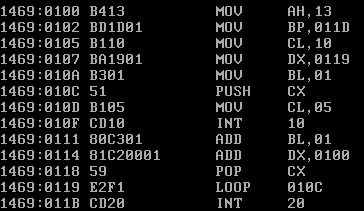 1469:0100 B413 MOV AH,13
1469:0102 BD1D01 MOV BP,011D
1469:0105 B110 MOV CL,10
1469:0107 BA1901 MOV DX,0119
1469:010A B301 MOV BL,01
1469:010C 51 PUSH CX
1469:010D B105 MOV CL,05
1469:010F CD10 INT 10
1469:0111 80C301 ADD BL,01
1469:0114 81C20001 ADD DX,0100
1469:0118 59 POP CX
1469:0119 E2F1 LOOP 010C
1469:011B CD20 INT 20